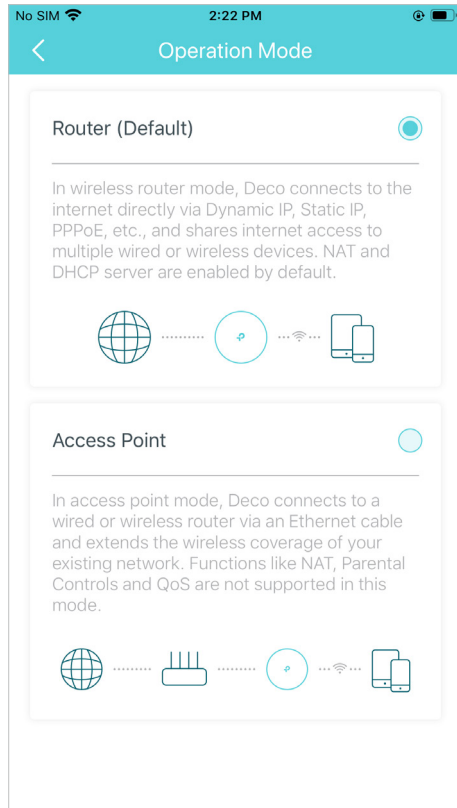 No SIM 2:22 PM
Operation Mode
Router (Default)
In wireless router mode, Deco connects to the
internet directly via Dynamic IP, Static IP,
PPPoE, etc., and shares internet access to
multiple wired or wireless devices. NAT and
DHCP server are enabled by default.
Access Point
In access point mode, Deco connects to a
wired or wireless router via an Ethernet cable
and extends the wireless coverage of your
existing network. Functions like NAT, Parental
Controls and QoS are not supported in this
mode.